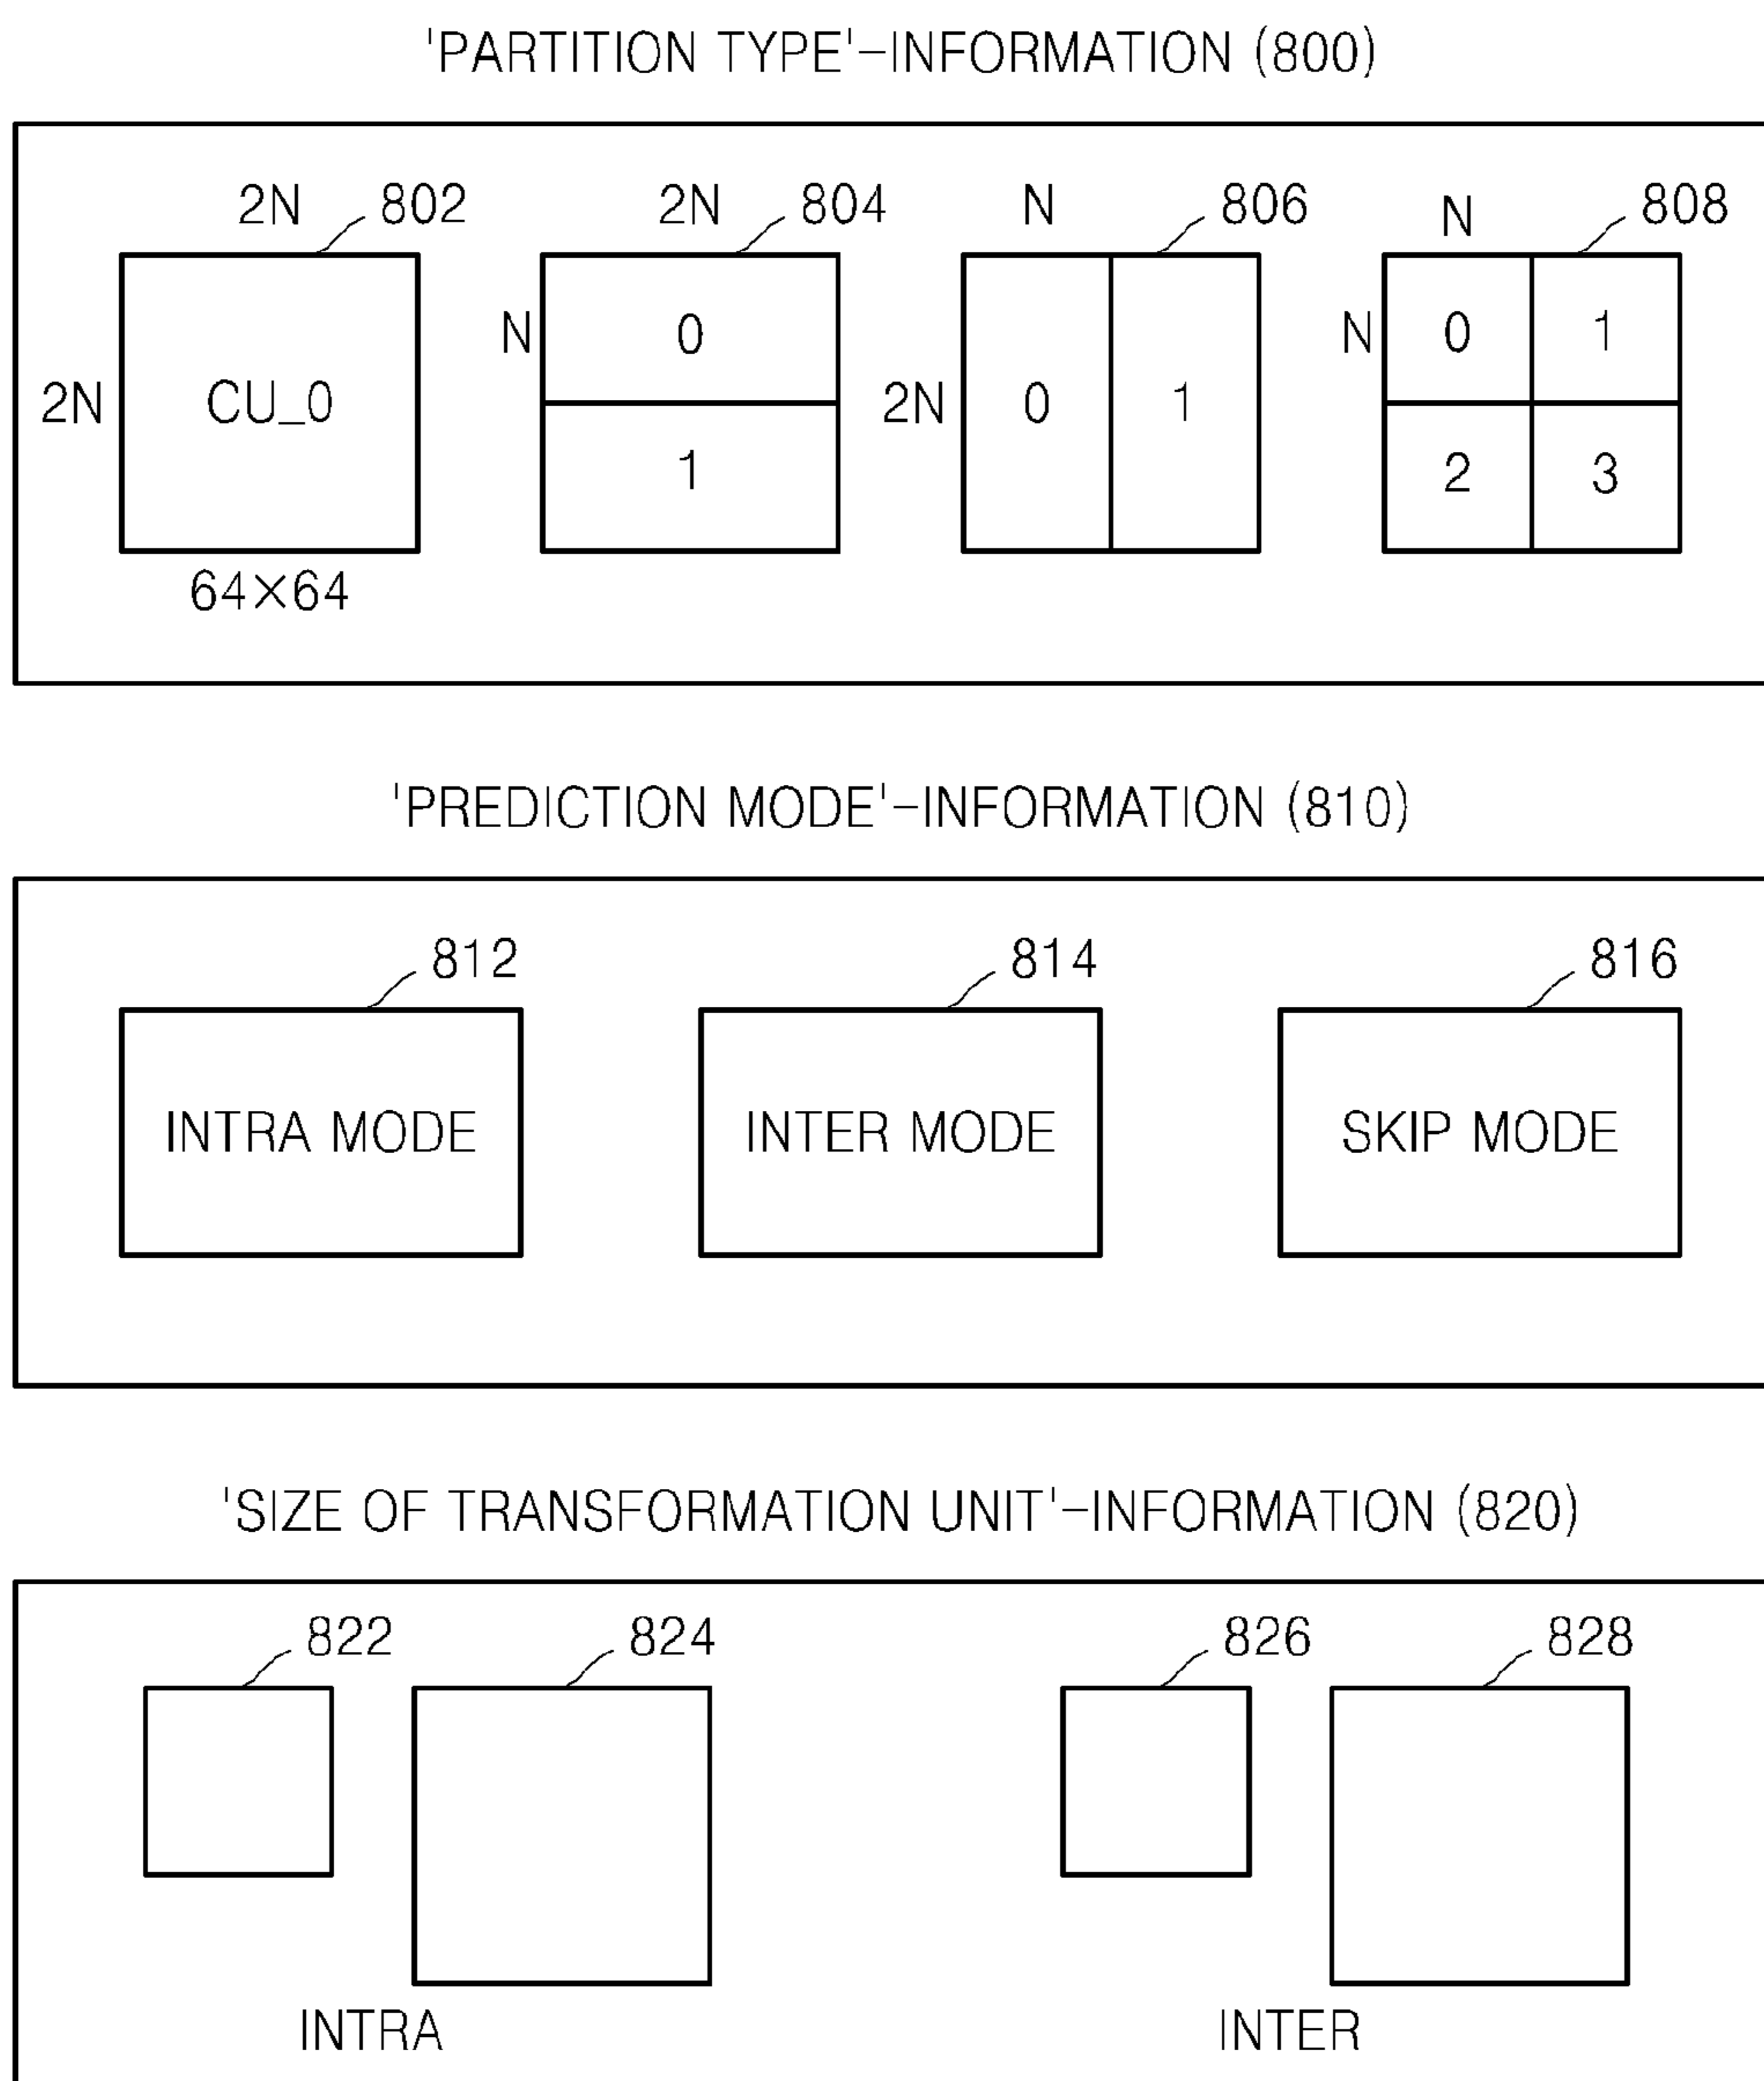 'PARTITION TYPE'-INFORMATION (800)
2N 802 2N 804 N 806 N 808
N 0 N 0 1
2N CU_0 2N 0 1
1 2 3
64×64
'PREDICTION MODE'-INFORMATION (810)
812 814 816
INTRA MODE INTER MODE SKIP MODE
'SIZE OF TRANSFORMATION UNIT'-INFORMATION (820)
822 824 826 828
INTRA INTER